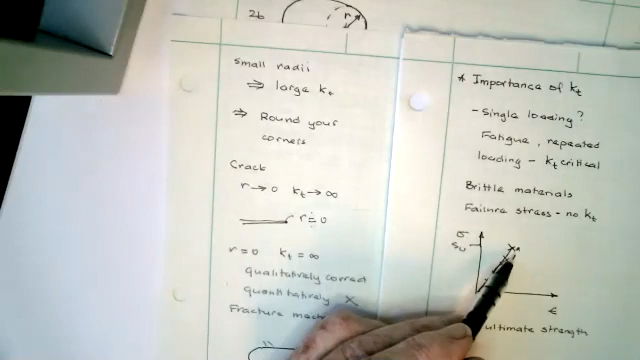 2b
r
small radii
⇒ large Kt
⇒ Round your
corners
Crack
r → 0 Kt → ∞
r = 0
r = 0 Kt = ∞
qualitatively correct
quantitatively X
Fracture mech
* Importance of Kt
- Single loading?
Fatigue, repeated
loading - Kt critical
Brittle materials
Failure stress - no Kt
σ
Su
ε
ultimate strength